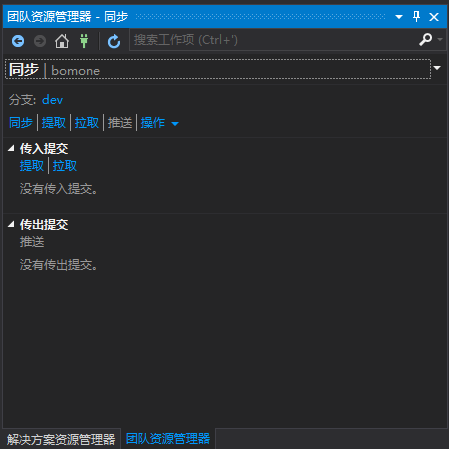 团队资源管理器 - 同步
搜索工作项 (Ctrl+')
同步 | bomone
分支: dev
同步 | 提取 | 拉取 | 推送 | 操作
传入提交
提取 | 拉取
没有传入提交。
传出提交
推送
没有传出提交。
解决方案资源管理器 团队资源管理器